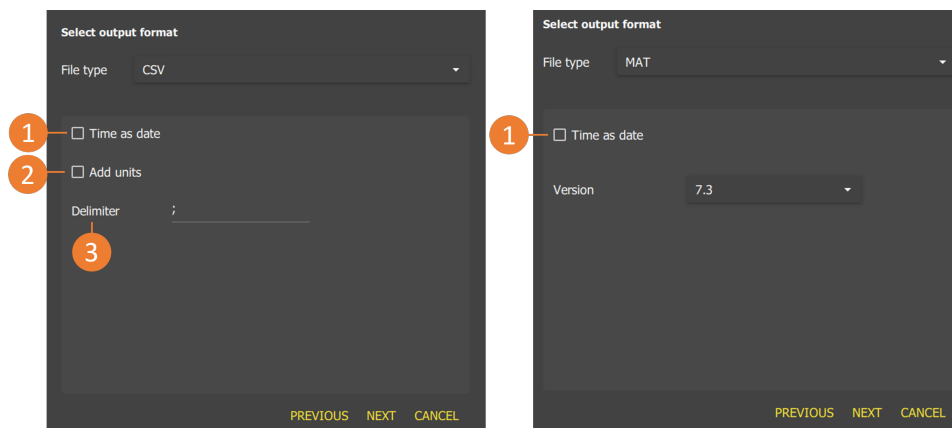 Select output format
File type CSV
1 Time as date
2 Add units
Delimiter ;
3
PREVIOUS NEXT CANCEL
Select output format
File type MAT
1 Time as date
Version 7.3
PREVIOUS NEXT CANCEL